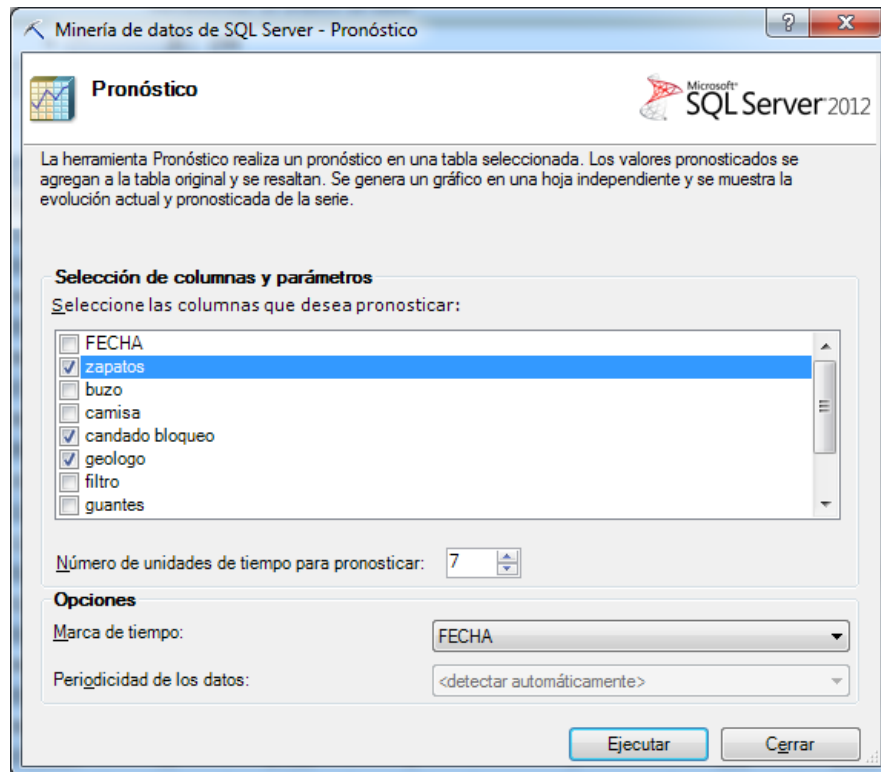 Minería de datos de SQL Server - Pronóstico
Pronóstico
Microsoft®
SQL Server® 2012
La herramienta Pronóstico realiza un pronóstico en una tabla seleccionada. Los valores pronosticados se
agregan a la tabla original y se resaltan. Se genera un gráfico en una hoja independiente y se muestra la
evolución actual y pronosticada de la serie.
Selección de columnas y parámetros
Seleccione las columnas que desea pronosticar:
FECHA
zapatos
buzo
camisa
candado bloqueo
geologo
filtro
guantes
Número de unidades de tiempo para pronosticar: 7
Opciones
Marca de tiempo: FECHA
Periodicidad de los datos: <detectar automáticamente>
Ejecutar Cerrar